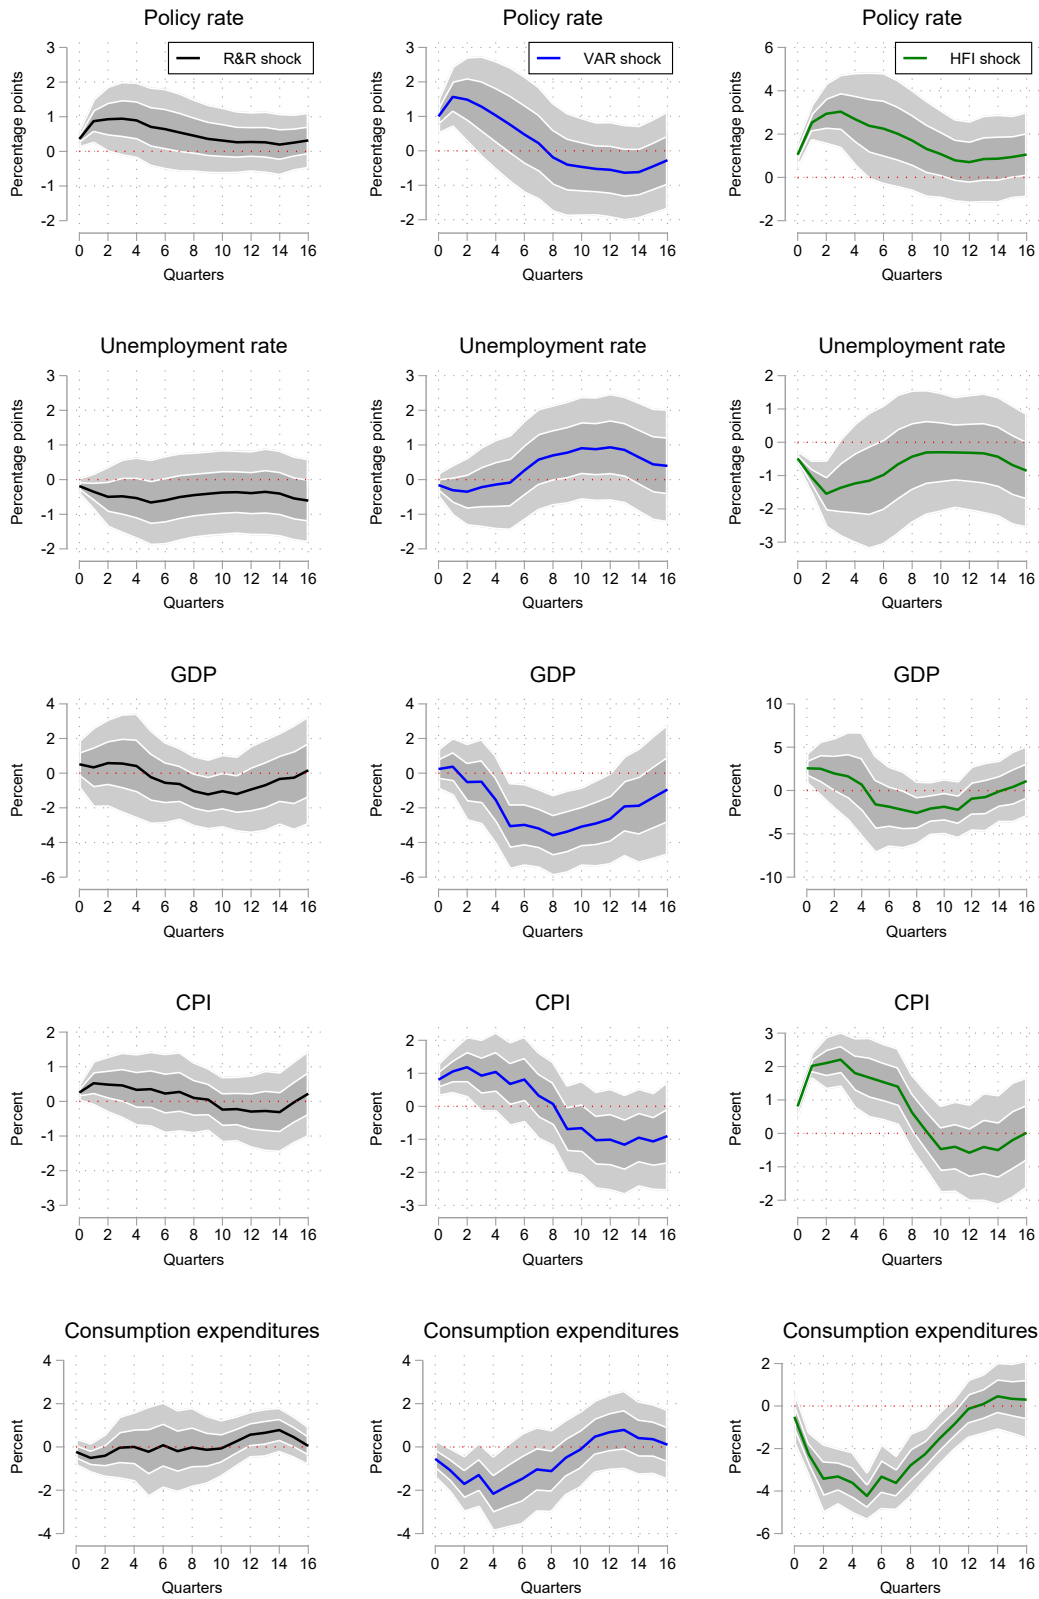 Policy rate Policy rate Policy rate
R&R shock VAR shock HFI shock
Percentage points Percentage points Percentage points
3 3 6
2 2 4
1 1 2
0 0 0
-1 -1 -2
-2 -2
0 2 4 6 8 10 12 14 16 0 2 4 6 8 10 12 14 16 0 2 4 6 8 10 12 14 16
Quarters Quarters Quarters
Unemployment rate Unemployment rate Unemployment rate
Percentage points Percentage points Percentage points
3 3 2
2 2 1
1 1 0
0 0 -1
-1 -1 -2
-2 -2 -3
0 2 4 6 8 10 12 14 16 0 2 4 6 8 10 12 14 16 0 2 4 6 8 10 12 14 16
Quarters Quarters Quarters
GDP GDP GDP
Percent Percent Percent
4 4 10
2 2 5
0 0 0
-2 -2 -5
-4 -4 -10
-6 -6
0 2 4 6 8 10 12 14 16 0 2 4 6 8 10 12 14 16 0 2 4 6 8 10 12 14 16
Quarters Quarters Quarters
CPI CPI CPI
Percent Percent Percent
2 2 3
1 1 2
0 0 1
-1 -1 0
-2 -2 -1
-3 -3 -2
0 2 4 6 8 10 12 14 16 0 2 4 6 8 10 12 14 16 0 2 4 6 8 10 12 14 16
Quarters Quarters Quarters
Consumption expenditures Consumption expenditures Consumption expenditures
Percent Percent Percent
4 4 2
2 2 0
0 0 -2
-2 -2 -4
-4 -4 -6
0 2 4 6 8 10 12 14 16 0 2 4 6 8 10 12 14 16 0 2 4 6 8 10 12 14 16
Quarters Quarters Quarters